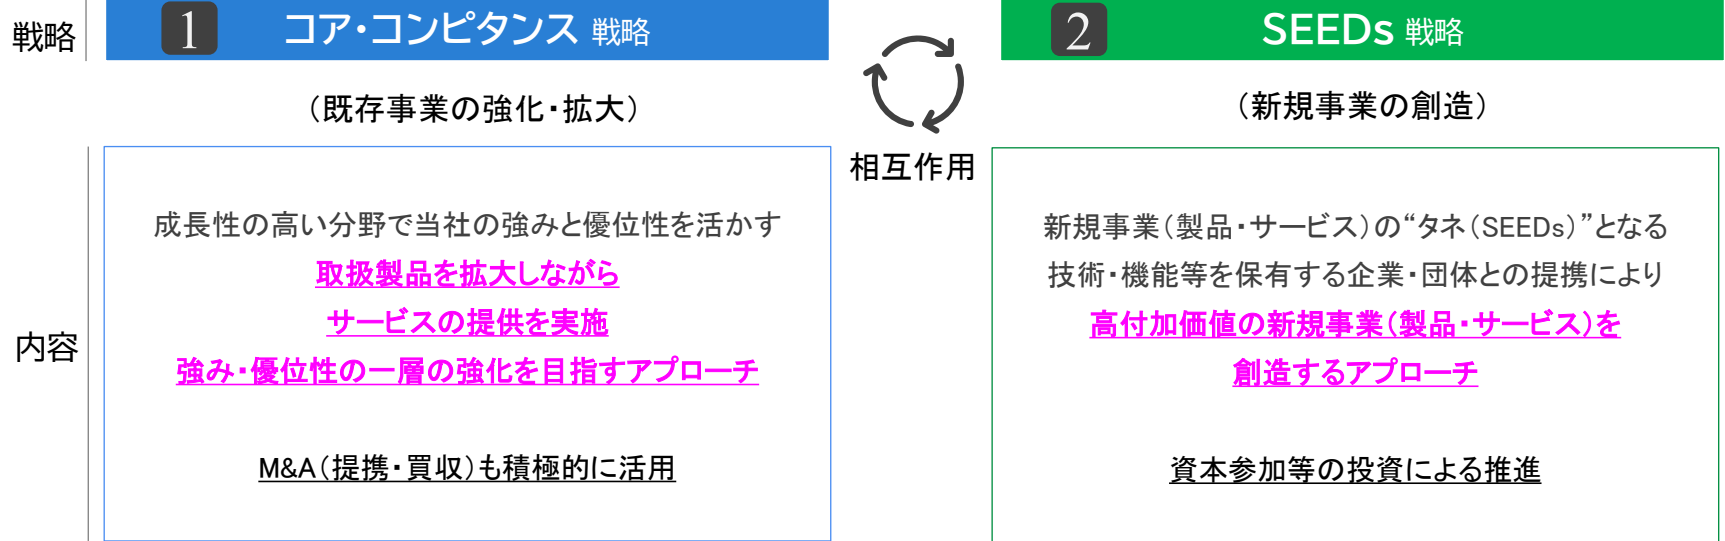 戦略
1 コア・コンピタンス 戦略
(既存事業の強化・拡大)
相互作用
2 SEEDs 戦略
(新規事業の創造)
内容
成長性の高い分野で当社の強みと優位性を活かす
取扱製品を拡大しながら
サービスの提供を実施
強み・優位性の一層の強化を目指すアプローチ
M&A(提携・買収)も積極的に活用
新規事業(製品・サービス)の“タネ(SEEDs)”となる
技術・機能等を保有する企業・団体との提携により
高付加価値の新規事業(製品・サービス)を
創造するアプローチ
資本参加等の投資による推進